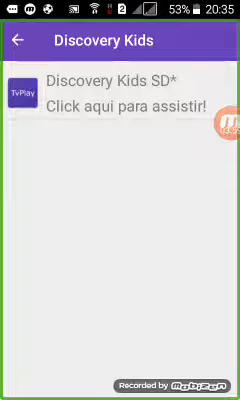 2 53% 20:35
Discovery Kids
TvPlay
Discovery Kids SD*
Click aqui para assistir!
Recorded by mobizen